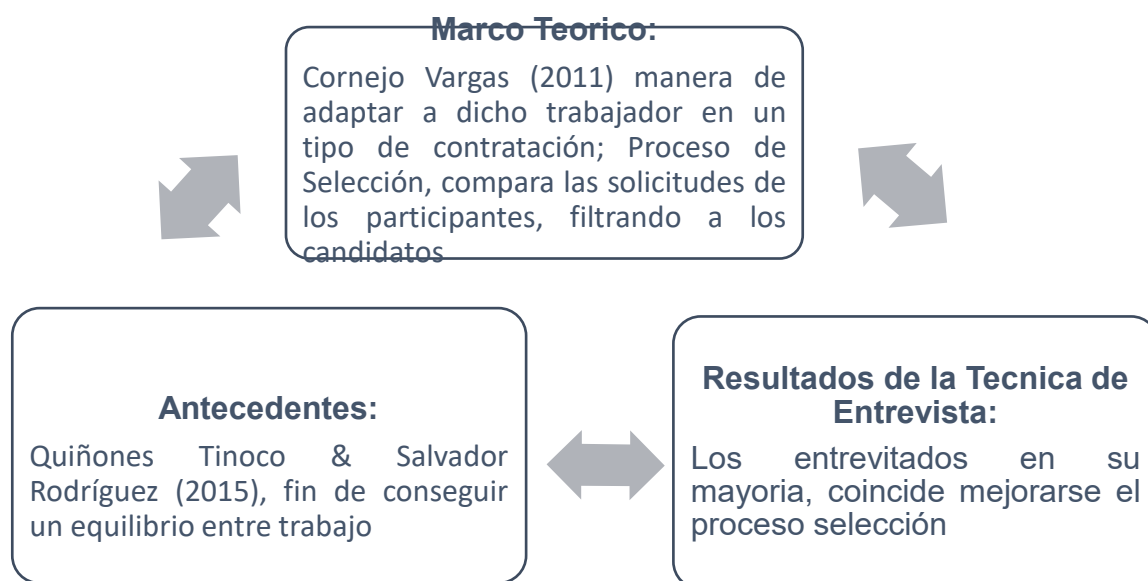 Marco Teorico:
Cornejo Vargas (2011) manera de
adaptar a dicho trabajador en un
tipo de contratación; Proceso de
Selección, compara las solicitudes de
los participantes, filtrando a los
candidatos
Antecedentes:
Quiñones Tinoco & Salvador
Rodríguez (2015), fin de conseguir
un equilibrio entre trabajo
Resultados de la Tecnica de
Entrevista:
Los entrevitados en su
mayoria, coincide mejorarse el
proceso selección